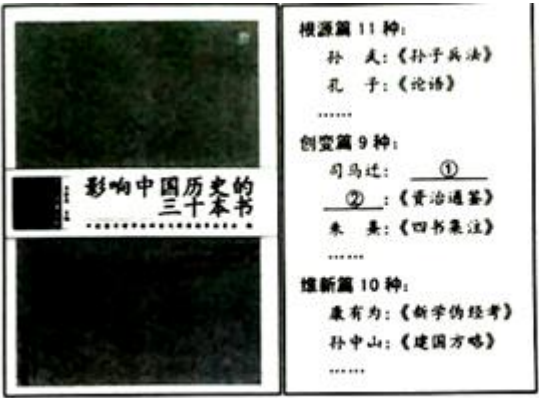 影响中国历史的
三十本书
根源篇 11 种：
孙 武：《孙子兵法》
孔 子：《论语》
……
创变篇 9 种：
司马迁： ①
② ：《资治通鉴》
朱 熹：《四书集注》
……
维新篇 10 种：
康有为：《新学伪经考》
孙中山：《建国方略》
……